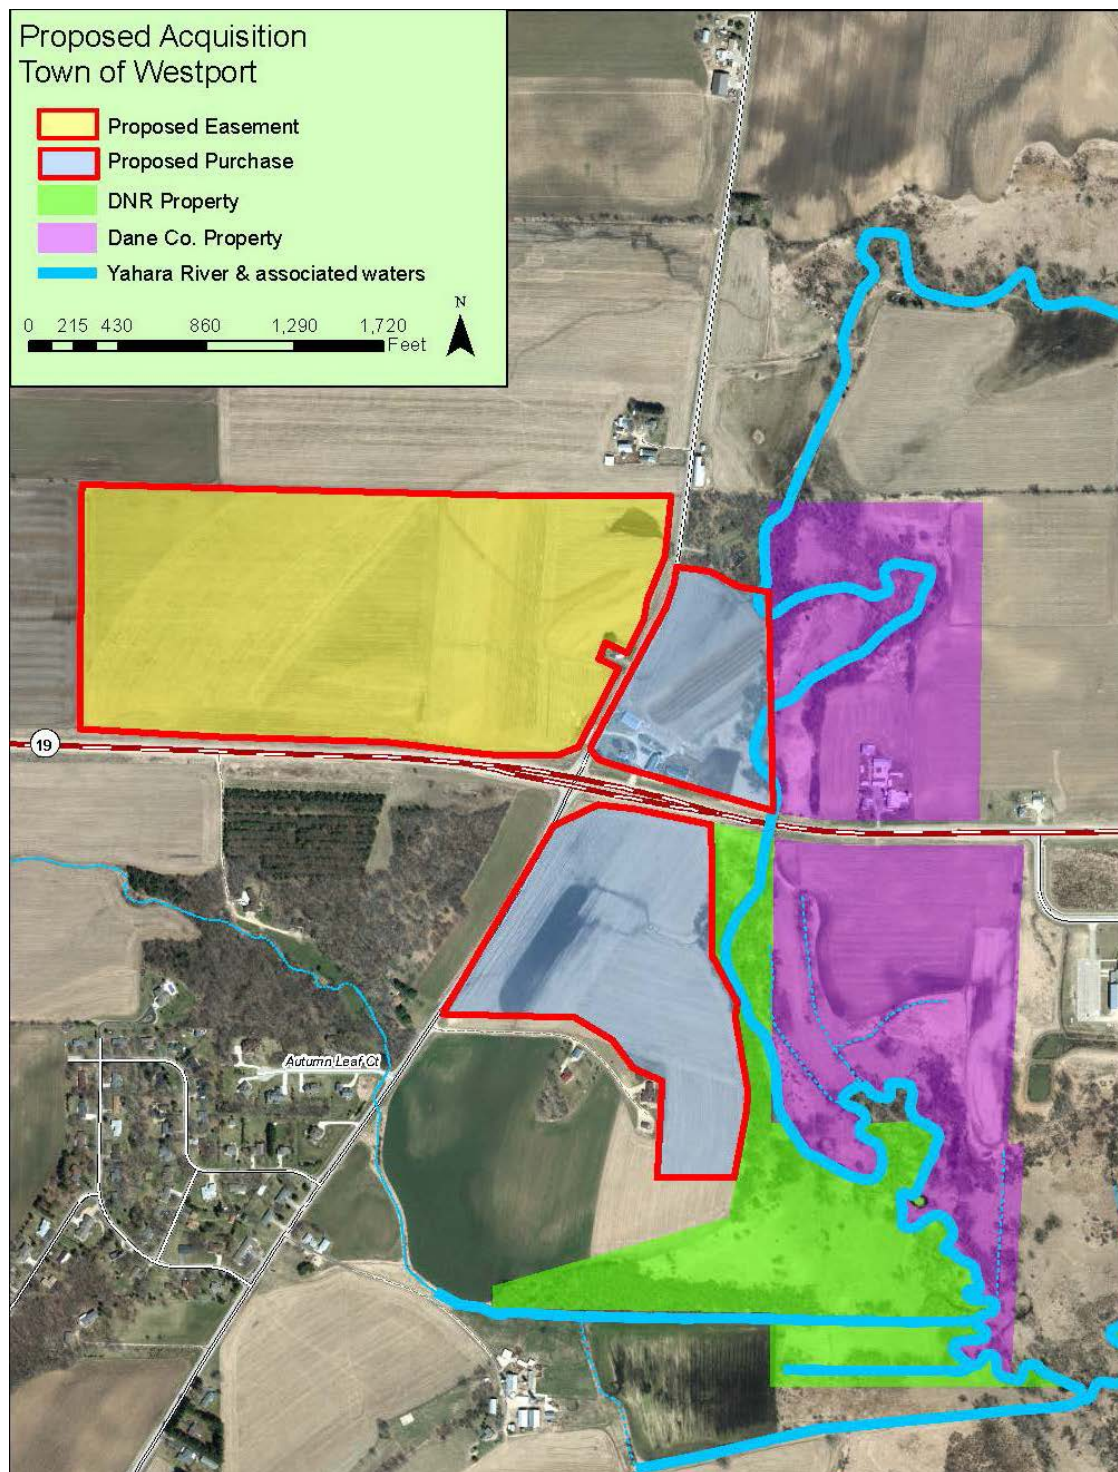 Proposed Acquisition
Town of Westport
Proposed Easement
Proposed Purchase
DNR Property
Dane Co. Property
Yahara River & associated waters
N
0 215 430 860 1,290 1,720
Feet
19
Autumn Leaf Ct